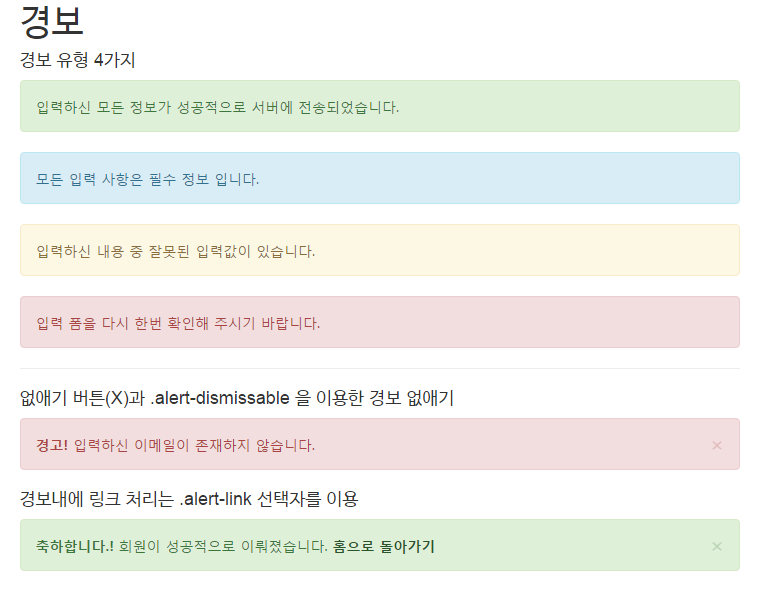 경보
경보 유형 4가지
입력하신 모든 정보가 성공적으로 서버에 전송되었습니다.
모든 입력 사항은 필수 정보 입니다.
입력하신 내용 중 잘못된 입력값이 있습니다.
입력 폼을 다시 한번 확인해 주시기 바랍니다.
없애기 버튼(X)과 .alert-dismissable 을 이용한 경보 없애기
경고! 입력하신 이메일이 존재하지 않습니다. ×
경보내에 링크 처리는 .alert-link 선택자를 이용
축하합니다.! 회원이 성공적으로 이뤄졌습니다. 홈으로 돌아가기 ×